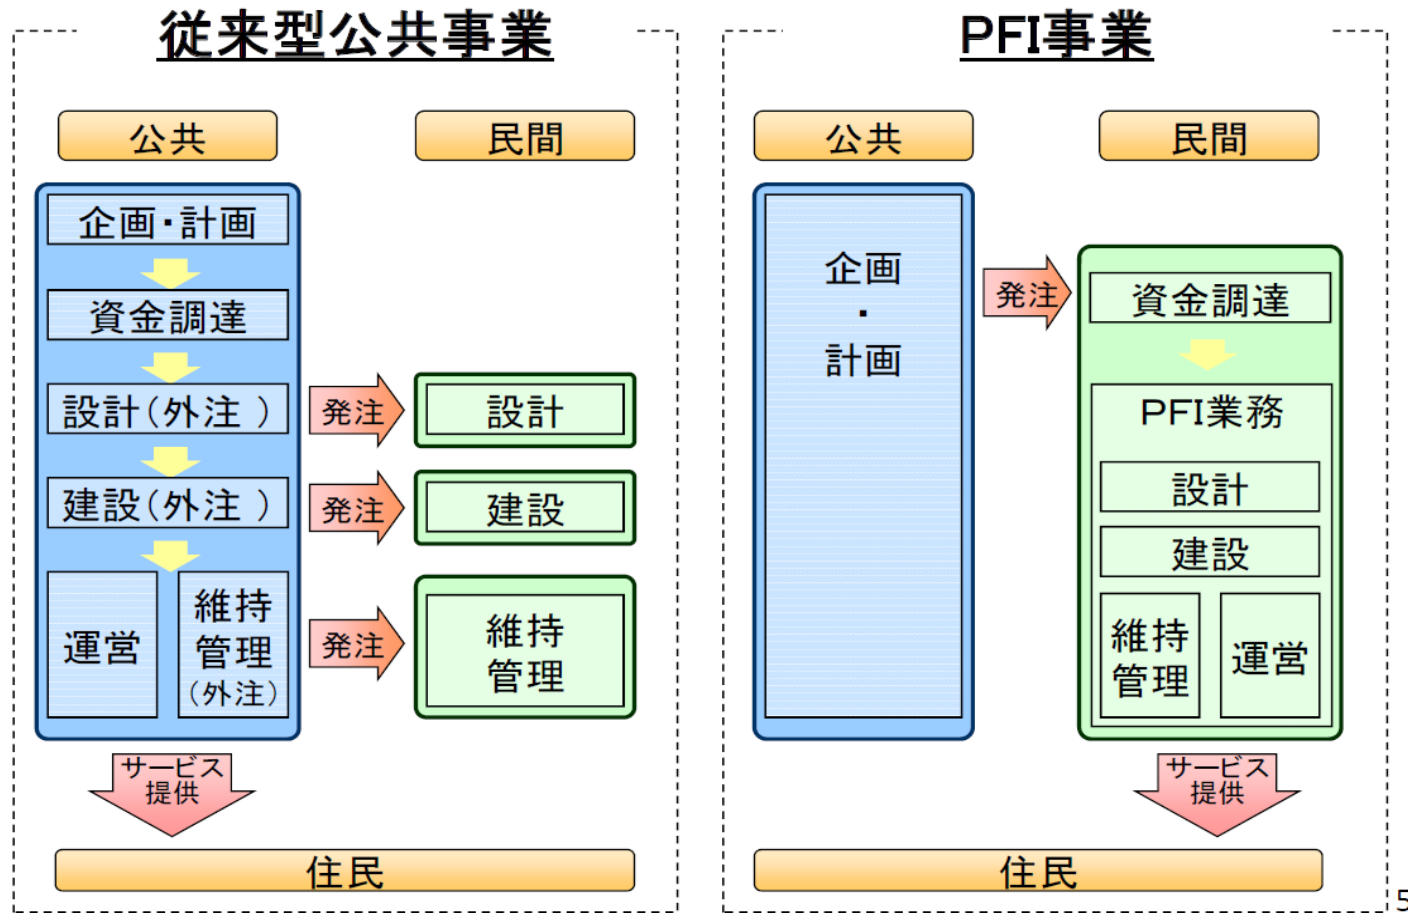 従来型公共事業
公共
民間
企画・計画
資金調達
設計(外注 )
発注
設計
建設(外注 )
発注
建設
運営
維持
管理
(外注)
発注
維持
管理
サービス
提供
住民
PFI事業
公共
民間
企画
・
計画
発注
資金調達
PFI業務
設計
建設
維持
管理
運営
サービス
提供
住民
5